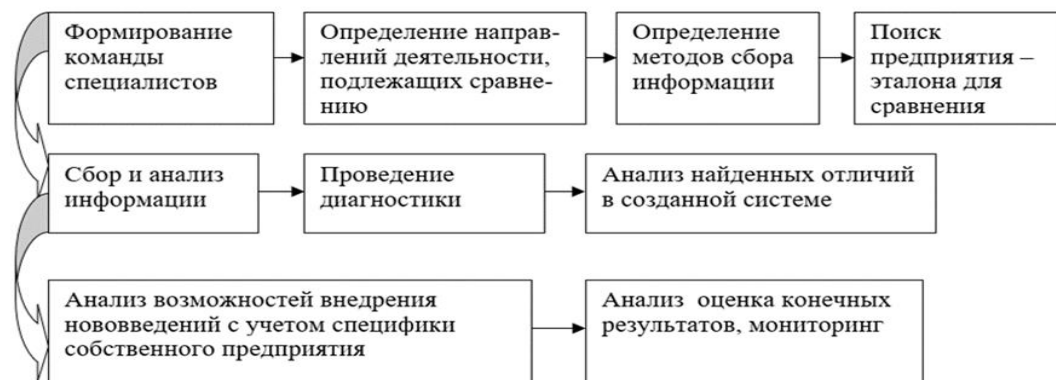 Формирование
команды
специалистов
Определение направ-
лений деятельности,
подлежащих сравне-
нию
Определение
методов сбора
информации
Поиск
предприятия –
эталона для
сравнения
Сбор и анализ
информации
Проведение
диагностики
Анализ найденных отличий
в созданной системе
Анализ возможностей внедрения
нововведений с учетом специфики
собственного предприятия
Анализ оценка конечных
результатов, мониторинг